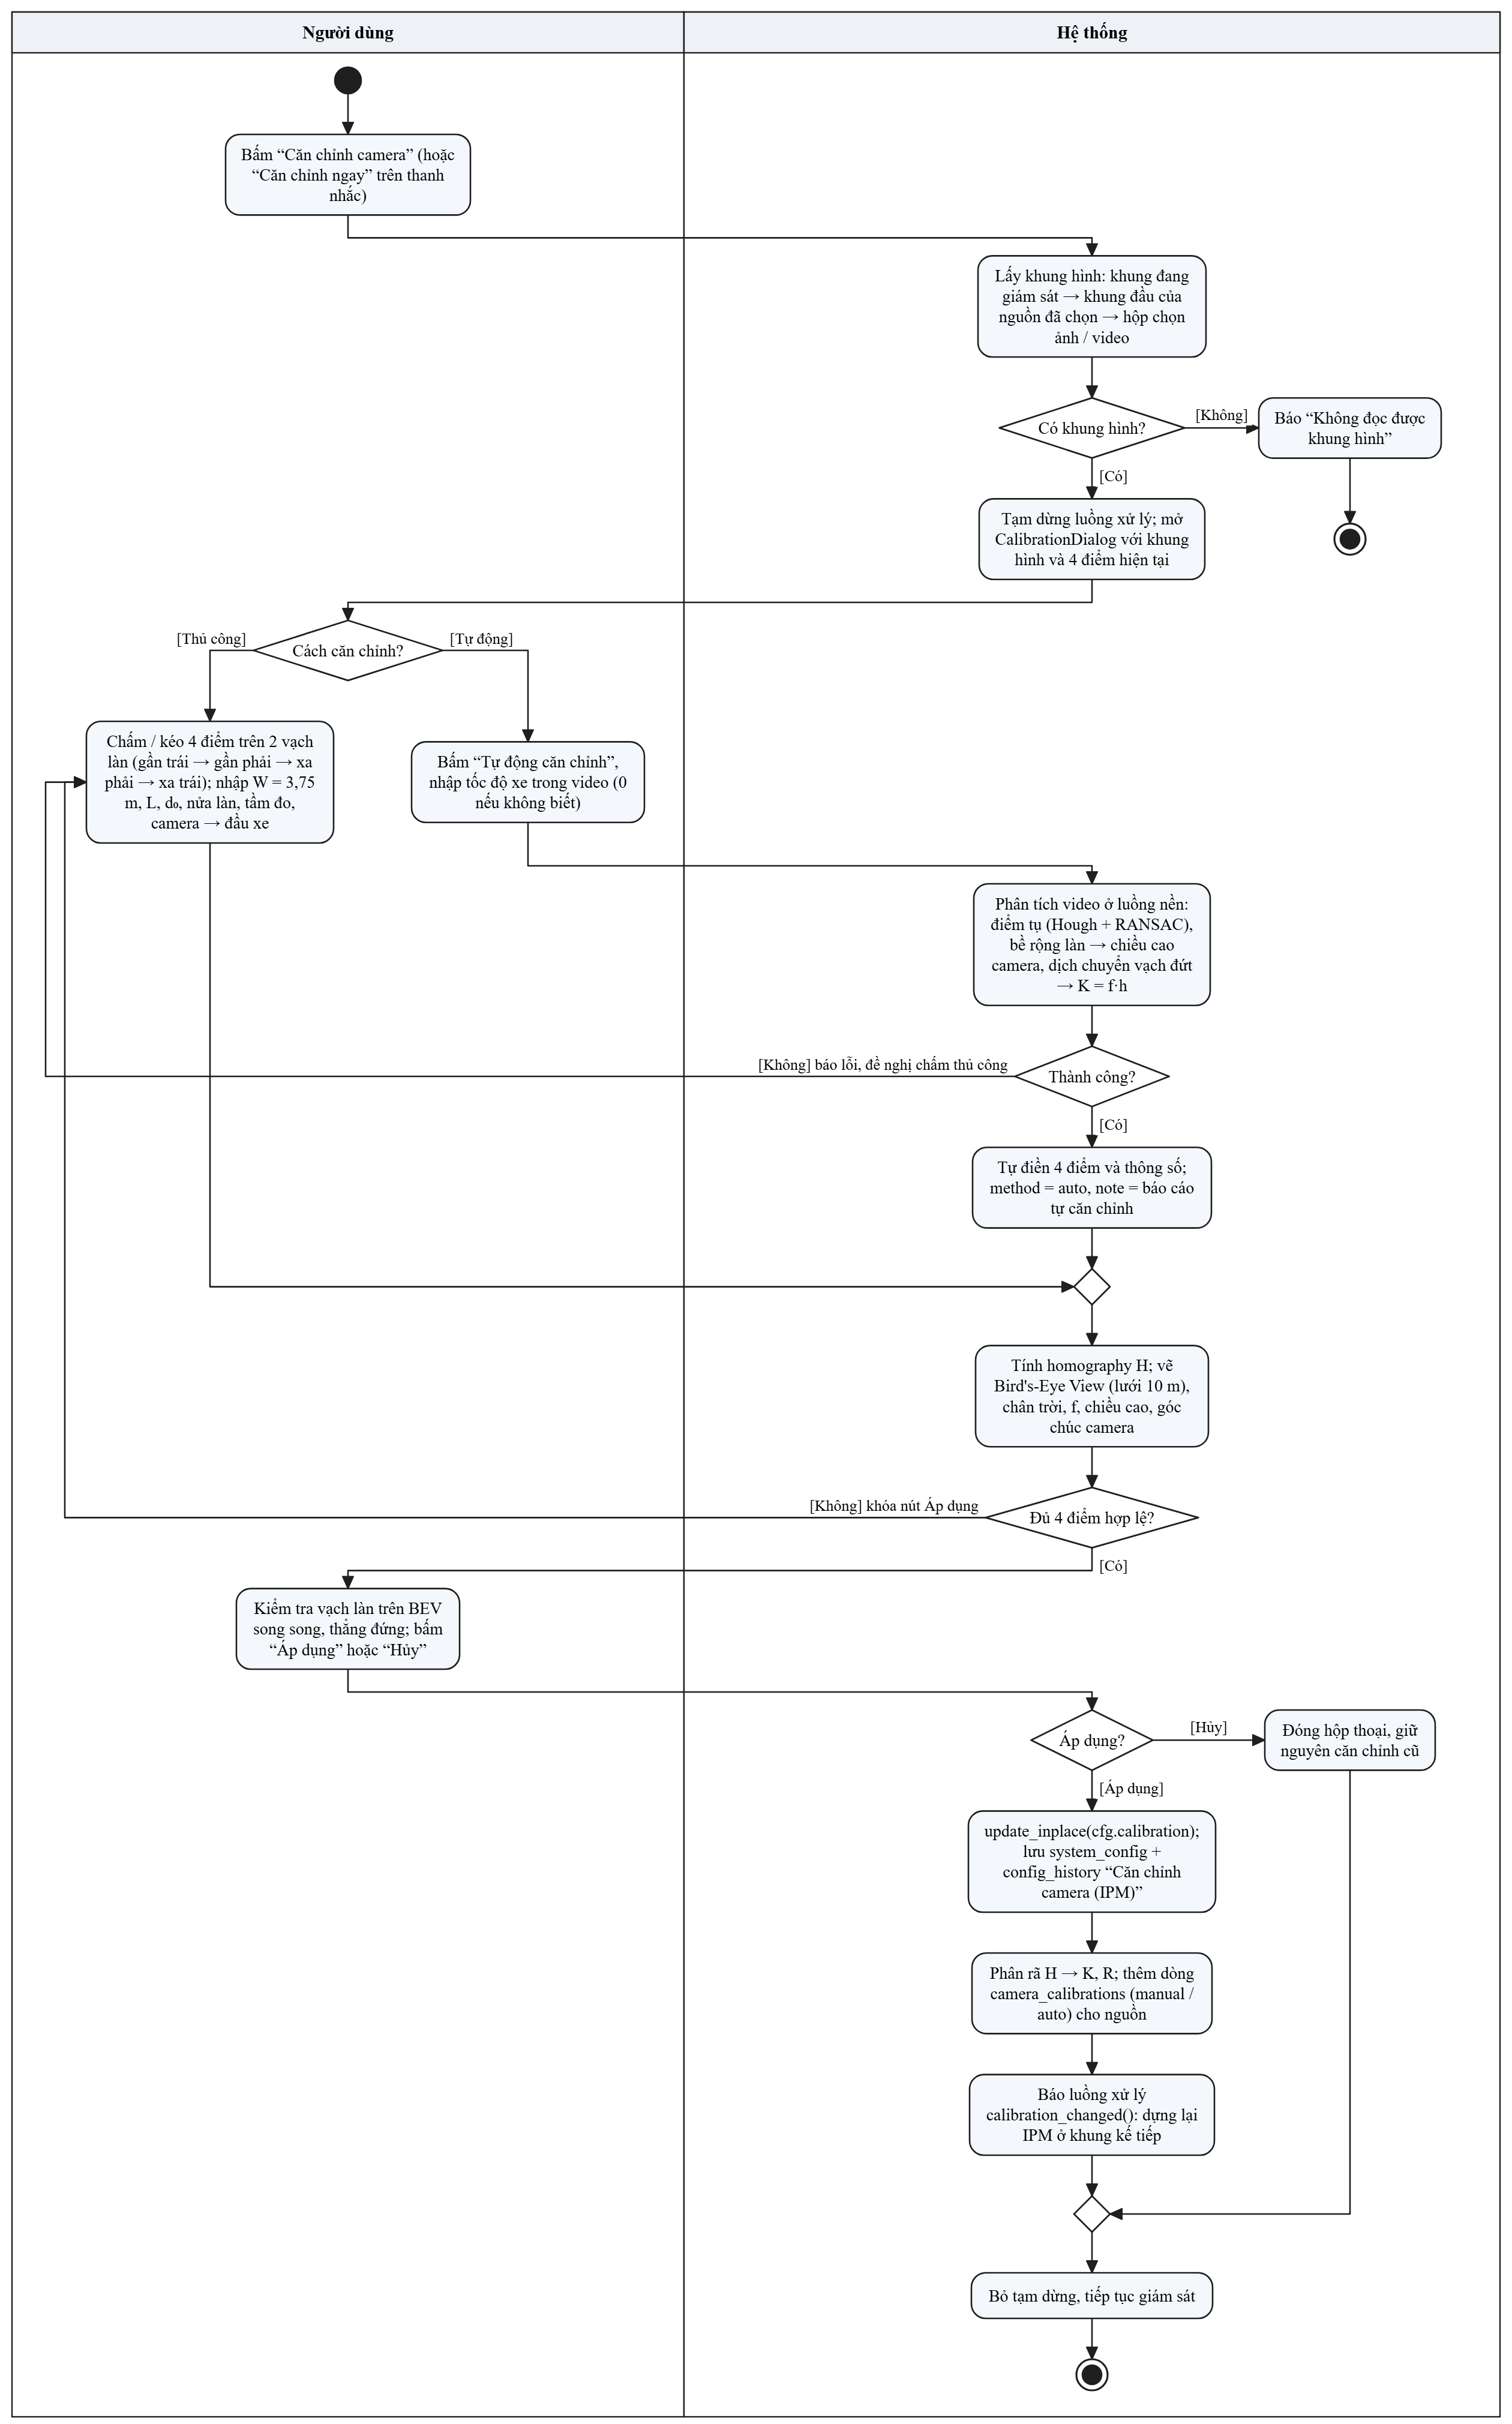 Người dùng
Hệ thống
Bấm “Căn chỉnh camera” (hoặc
“Căn chỉnh ngay” trên thanh
nhắc)
Lấy khung hình: khung đang
giám sát → khung đầu của
nguồn đã chọn → hộp chọn
ảnh / video
Có khung hình?
[Không]
Báo “Không đọc được
khung hình”
[Có]
Tạm dừng luồng xử lý; mở
CalibrationDialog với khung
hình và 4 điểm hiện tại
[Thủ công]
Cách căn chỉnh?
[Tự động]
Chấm / kéo 4 điểm trên 2 vạch
làn (gần trái → gần phải → xa
phải → xa trái); nhập W = 3,75
m, L, d₀, nửa làn, tầm đo,
camera → đầu xe
Bấm “Tự động căn chỉnh”,
nhập tốc độ xe trong video (0
nếu không biết)
Phân tích video ở luồng nền:
điểm tụ (Hough + RANSAC),
bề rộng làn → chiều cao
camera, dịch chuyển vạch đứt
→ K = f·h
[Không] báo lỗi, đề nghị chấm thủ công
Thành công?
[Có]
Tự điền 4 điểm và thông số;
method = auto, note = báo cáo
tự căn chỉnh
Tính homography H; vẽ
Bird's-Eye View (lưới 10 m),
chân trời, f, chiều cao, góc
chúc camera
[Không] khóa nút Áp dụng
Đủ 4 điểm hợp lệ?
[Có]
Kiểm tra vạch làn trên BEV
song song, thẳng đứng; bấm
“Áp dụng” hoặc “Hủy”
Áp dụng?
[Hủy]
Đóng hộp thoại, giữ
nguyên căn chỉnh cũ
[Áp dụng]
update_inplace(cfg.calibration);
lưu system_config +
config_history “Căn chỉnh
camera (IPM)”
Phân rã H → K, R; thêm dòng
camera_calibrations (manual /
auto) cho nguồn
Báo luồng xử lý
calibration_changed(): dựng lại
IPM ở khung kế tiếp
Bỏ tạm dừng, tiếp tục giám sát